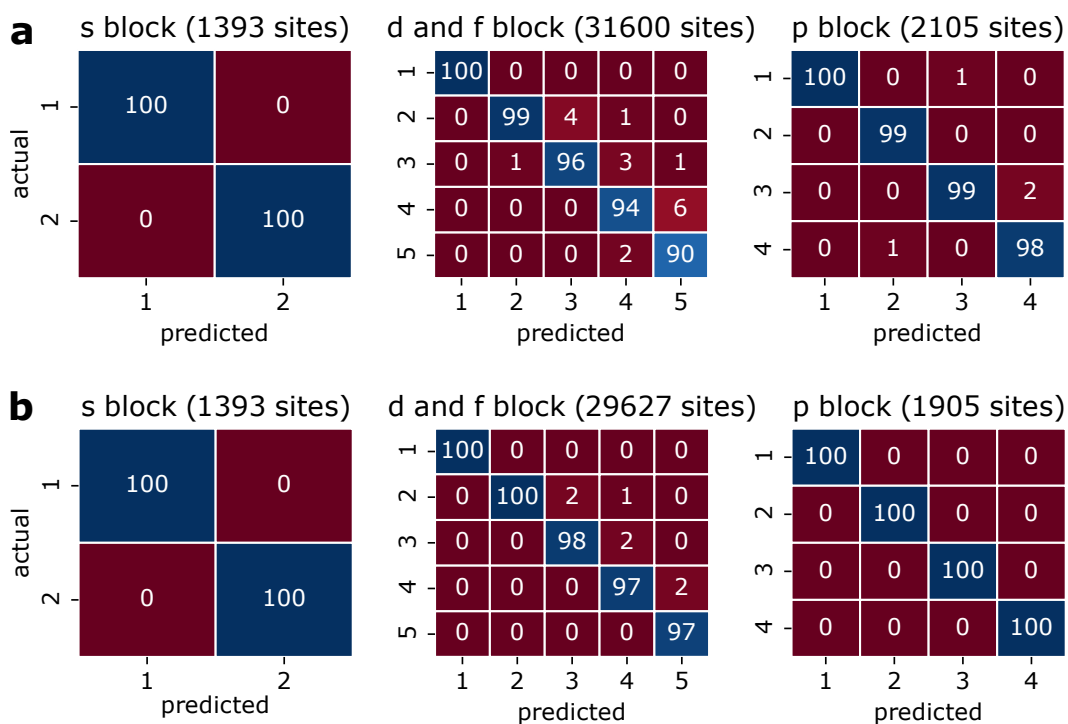 a
s block (1393 sites)
d and f block (31600 sites)
p block (2105 sites)
actual
1
2
100 0
0 100
1 2
predicted
1
2
3
4
5
100 0 0 0 0
0 99 4 1 0
0 1 96 3 1
0 0 0 94 6
0 0 0 2 90
1 2 3 4 5
predicted
1
2
3
4
100 0 1 0
0 99 0 0
0 0 99 2
0 1 0 98
1 2 3 4
predicted
b
s block (1393 sites)
d and f block (29627 sites)
p block (1905 sites)
actual
1
2
100 0
0 100
1 2
predicted
1
2
3
4
5
100 0 0 0 0
0 100 2 1 0
0 0 98 2 0
0 0 0 97 2
0 0 0 0 97
1 2 3 4 5
predicted
1
2
3
4
100 0 0 0
0 100 0 0
0 0 100 0
0 0 0 100
1 2 3 4
predicted